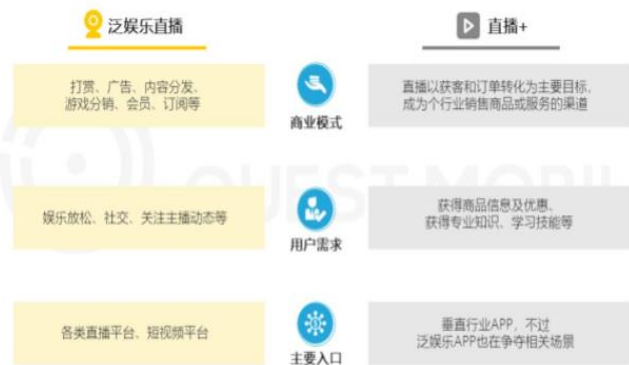 泛娱乐直播
直播+
打赏、广告、内容分发、
游戏分销、会员、订阅等
商业模式
直播以获客和订单转化为主要目标,
成为个行业销售商品或服务的渠道
娱乐放松、社交、关注主播动态等
用户需求
获得商品信息及优惠、
获得专业知识、学习技能等
各类直播平台、短视频平台
主要入口
垂直行业APP，不过
泛娱乐APP也在争夺相关场景
QUEST MOBIL